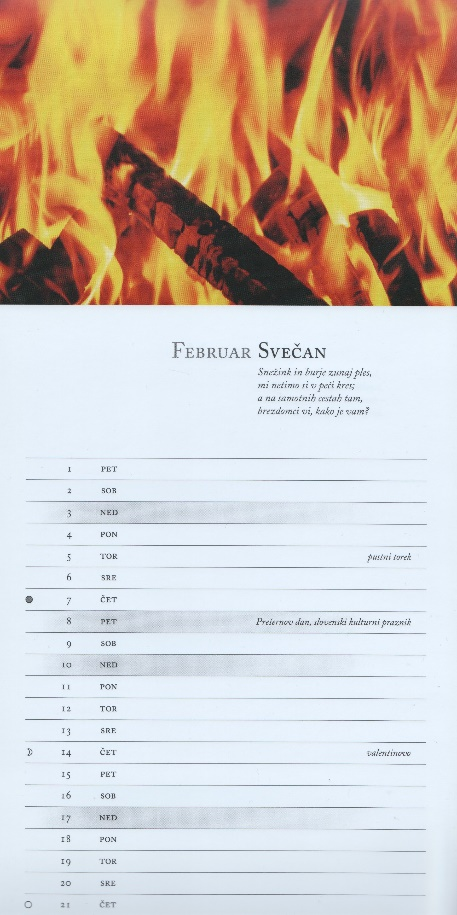 Februar Svečan
Snežink in burje zunaj ples,
mi netimo si v peči kres;
a na samotnih cestah tam,
brezdomci vi, kako je vam?
1 PET
2 SOB
3 NED
4 PON
5 TOR pustni torek
6 SRE
7 ČET
8 PET Prešernov dan, slovenski kulturni praznik
9 SOB
10 NED
11 PON
12 TOR
13 SRE
14 ČET valentinovo
15 PET
16 SOB
17 NED
18 PON
19 TOR
20 SRE
21 ČET